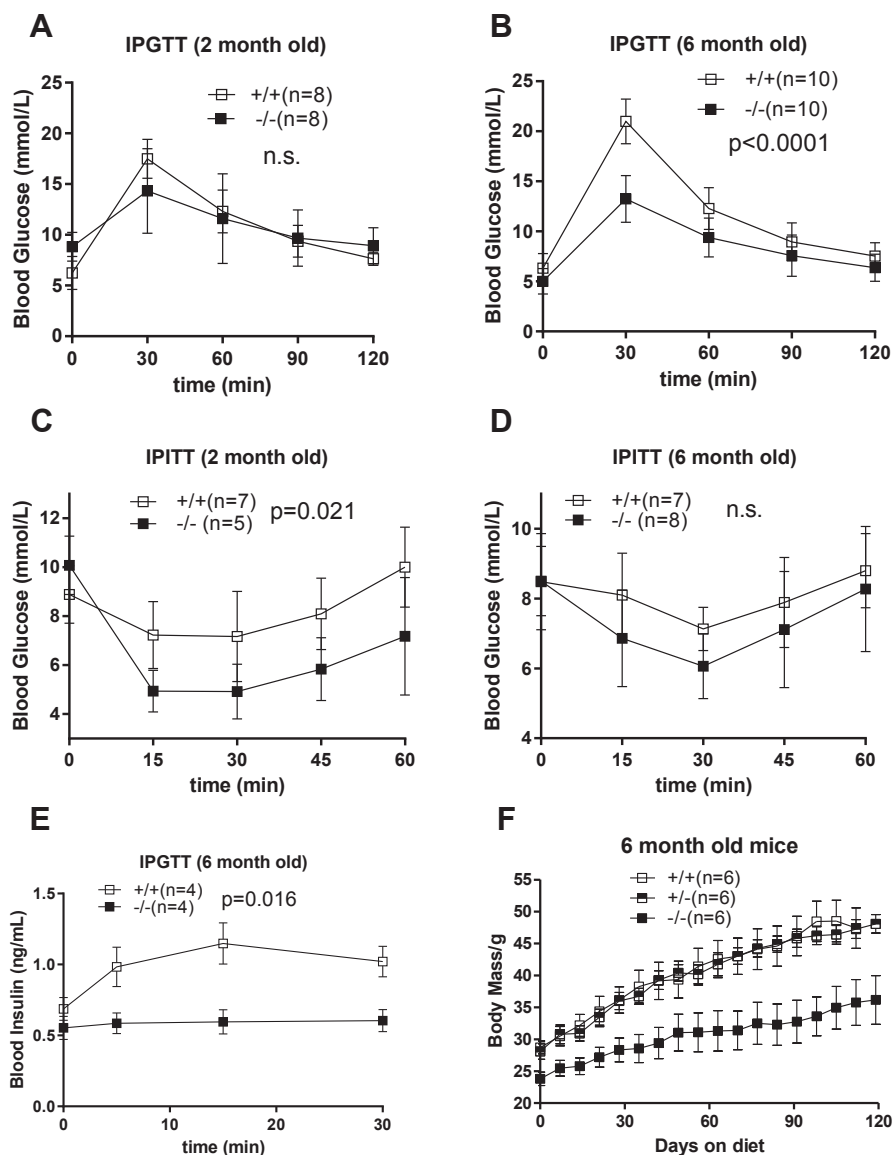 A
IPGTT (2 month old)
+/+(n=8)
-/-(n=8)
n.s.
Blood Glucose (mmol/L)
25
20
15
10
5
0
0 30 60 90 120
time (min)
B
IPGTT (6 month old)
+/+(n=10)
-/-(n=10)
p<0.0001
Blood Glucose (mmol/L)
25
20
15
10
5
0
0 30 60 90 120
time (min)
C
IPITT (2 month old)
+/+(n=7)
-/- (n=5)
p=0.021
Blood Glucose (mmol/L)
12
10
8
6
4
0 15 30 45 60
time (min)
D
IPITT (6 month old)
+/+(n=7)
-/- (n=8)
n.s.
Blood Glucose (mmol/L)
10
8
6
4
0 15 30 45 60
time (min)
E
IPGTT (6 month old)
+/+(n=4)
-/-(n=4)
p=0.016
Blood Insulin (ng/mL)
1.5
1.0
0.5
0.0
0 10 20 30
time (min)
F
6 month old mice
+/+(n=6)
+/-(n=6)
-/-(n=6)
Body Mass/g
55
50
45
40
35
30
25
20
0 30 60 90 120
Days on diet